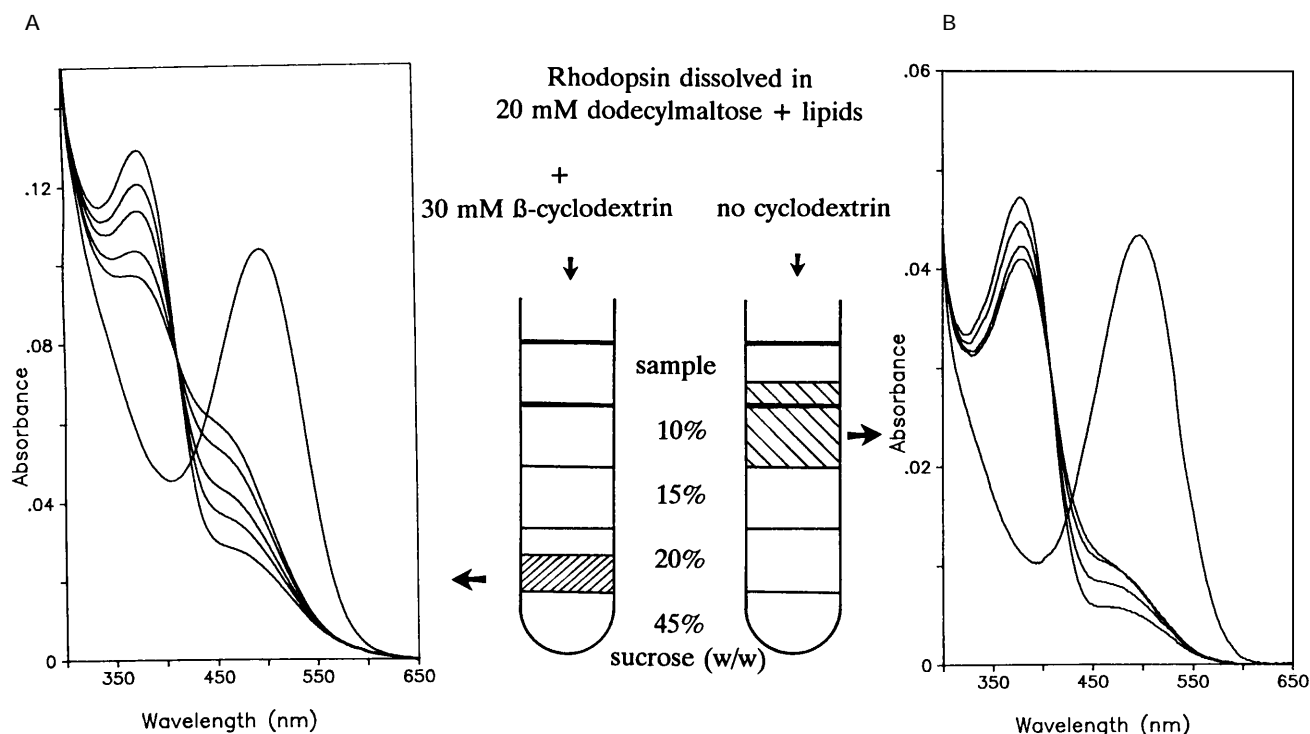 A
B
Rhodopsin dissolved in
20 mM dodecylmaltose + lipids
+
30 mM ß-cyclodextrin
no cyclodextrin
sample
10%
15%
20%
45%
sucrose (w/w)
.12
.08
.04
0
350
450
550
650
Absorbance
Wavelength (nm)
.06
.04
.02
0
350
450
550
650
Absorbance
Wavelength (nm)